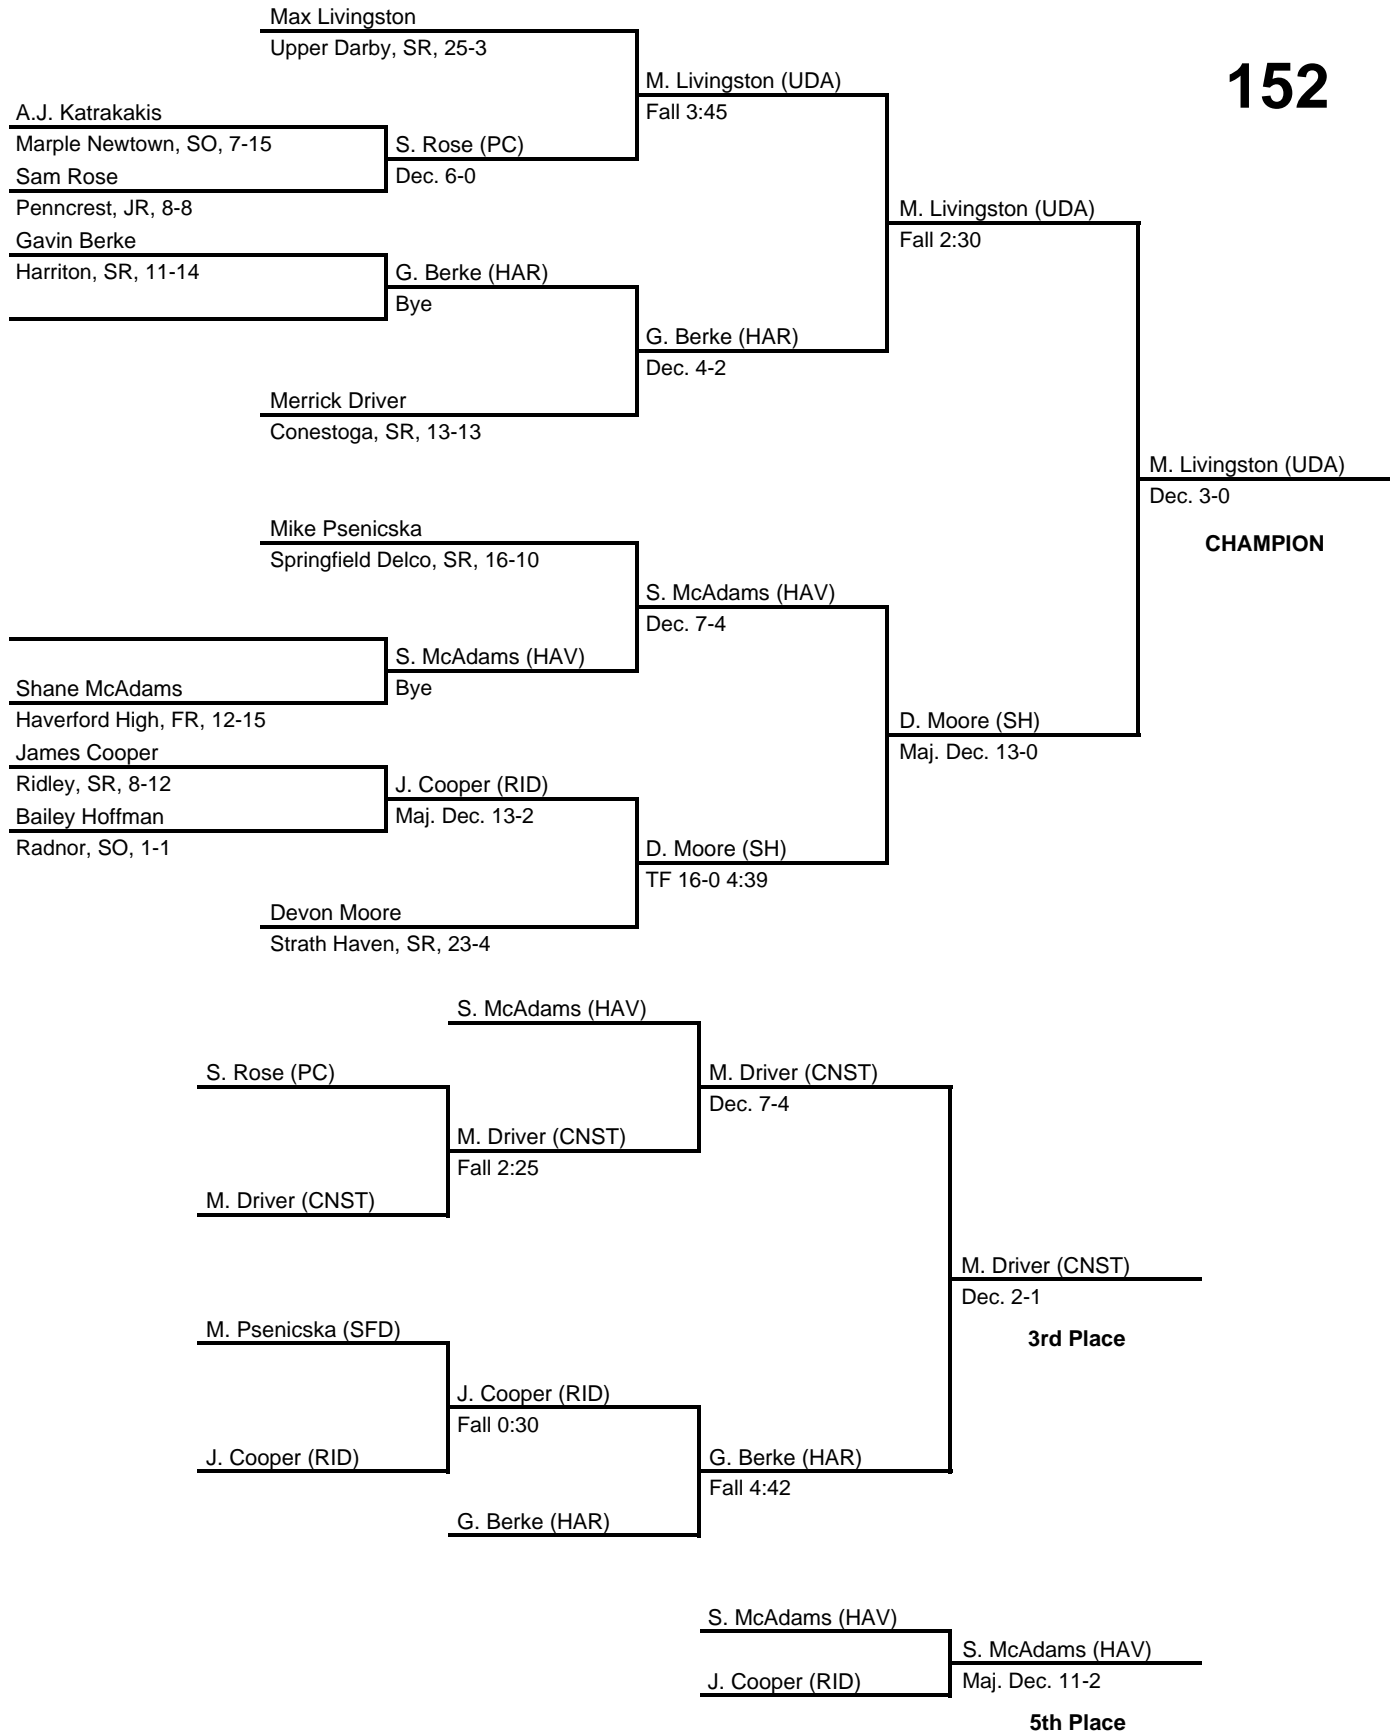 Max Livingston
Upper Darby, SR, 25-3
152
M. Livingston (UDA)
Fall 3:45
A.J. Katrakakis
Marple Newtown, SO, 7-15
S. Rose (PC)
Dec. 6-0
Sam Rose
Penncrest, JR, 8-8
M. Livingston (UDA)
Fall 2:30
Gavin Berke
Harriton, SR, 11-14
G. Berke (HAR)
Bye
G. Berke (HAR)
Dec. 4-2
Merrick Driver
Conestoga, SR, 13-13
M. Livingston (UDA)
Dec. 3-0
CHAMPION
Mike Psenicska
Springfield Delco, SR, 16-10
S. McAdams (HAV)
Dec. 7-4
S. McAdams (HAV)
Bye
Shane McAdams
Haverford High, FR, 12-15
D. Moore (SH)
Maj. Dec. 13-0
James Cooper
Ridley, SR, 8-12
J. Cooper (RID)
Maj. Dec. 13-2
Bailey Hoffman
Radnor, SO, 1-1
D. Moore (SH)
TF 16-0 4:39
Devon Moore
Strath Haven, SR, 23-4
S. McAdams (HAV)
S. Rose (PC)
M. Driver (CNST)
Dec. 7-4
M. Driver (CNST)
Fall 2:25
M. Driver (CNST)
M. Driver (CNST)
Dec. 2-1
3rd Place
M. Psenicska (SFD)
J. Cooper (RID)
Fall 0:30
J. Cooper (RID)
G. Berke (HAR)
Fall 4:42
G. Berke (HAR)
S. McAdams (HAV)
S. McAdams (HAV)
Maj. Dec. 11-2
J. Cooper (RID)
5th Place